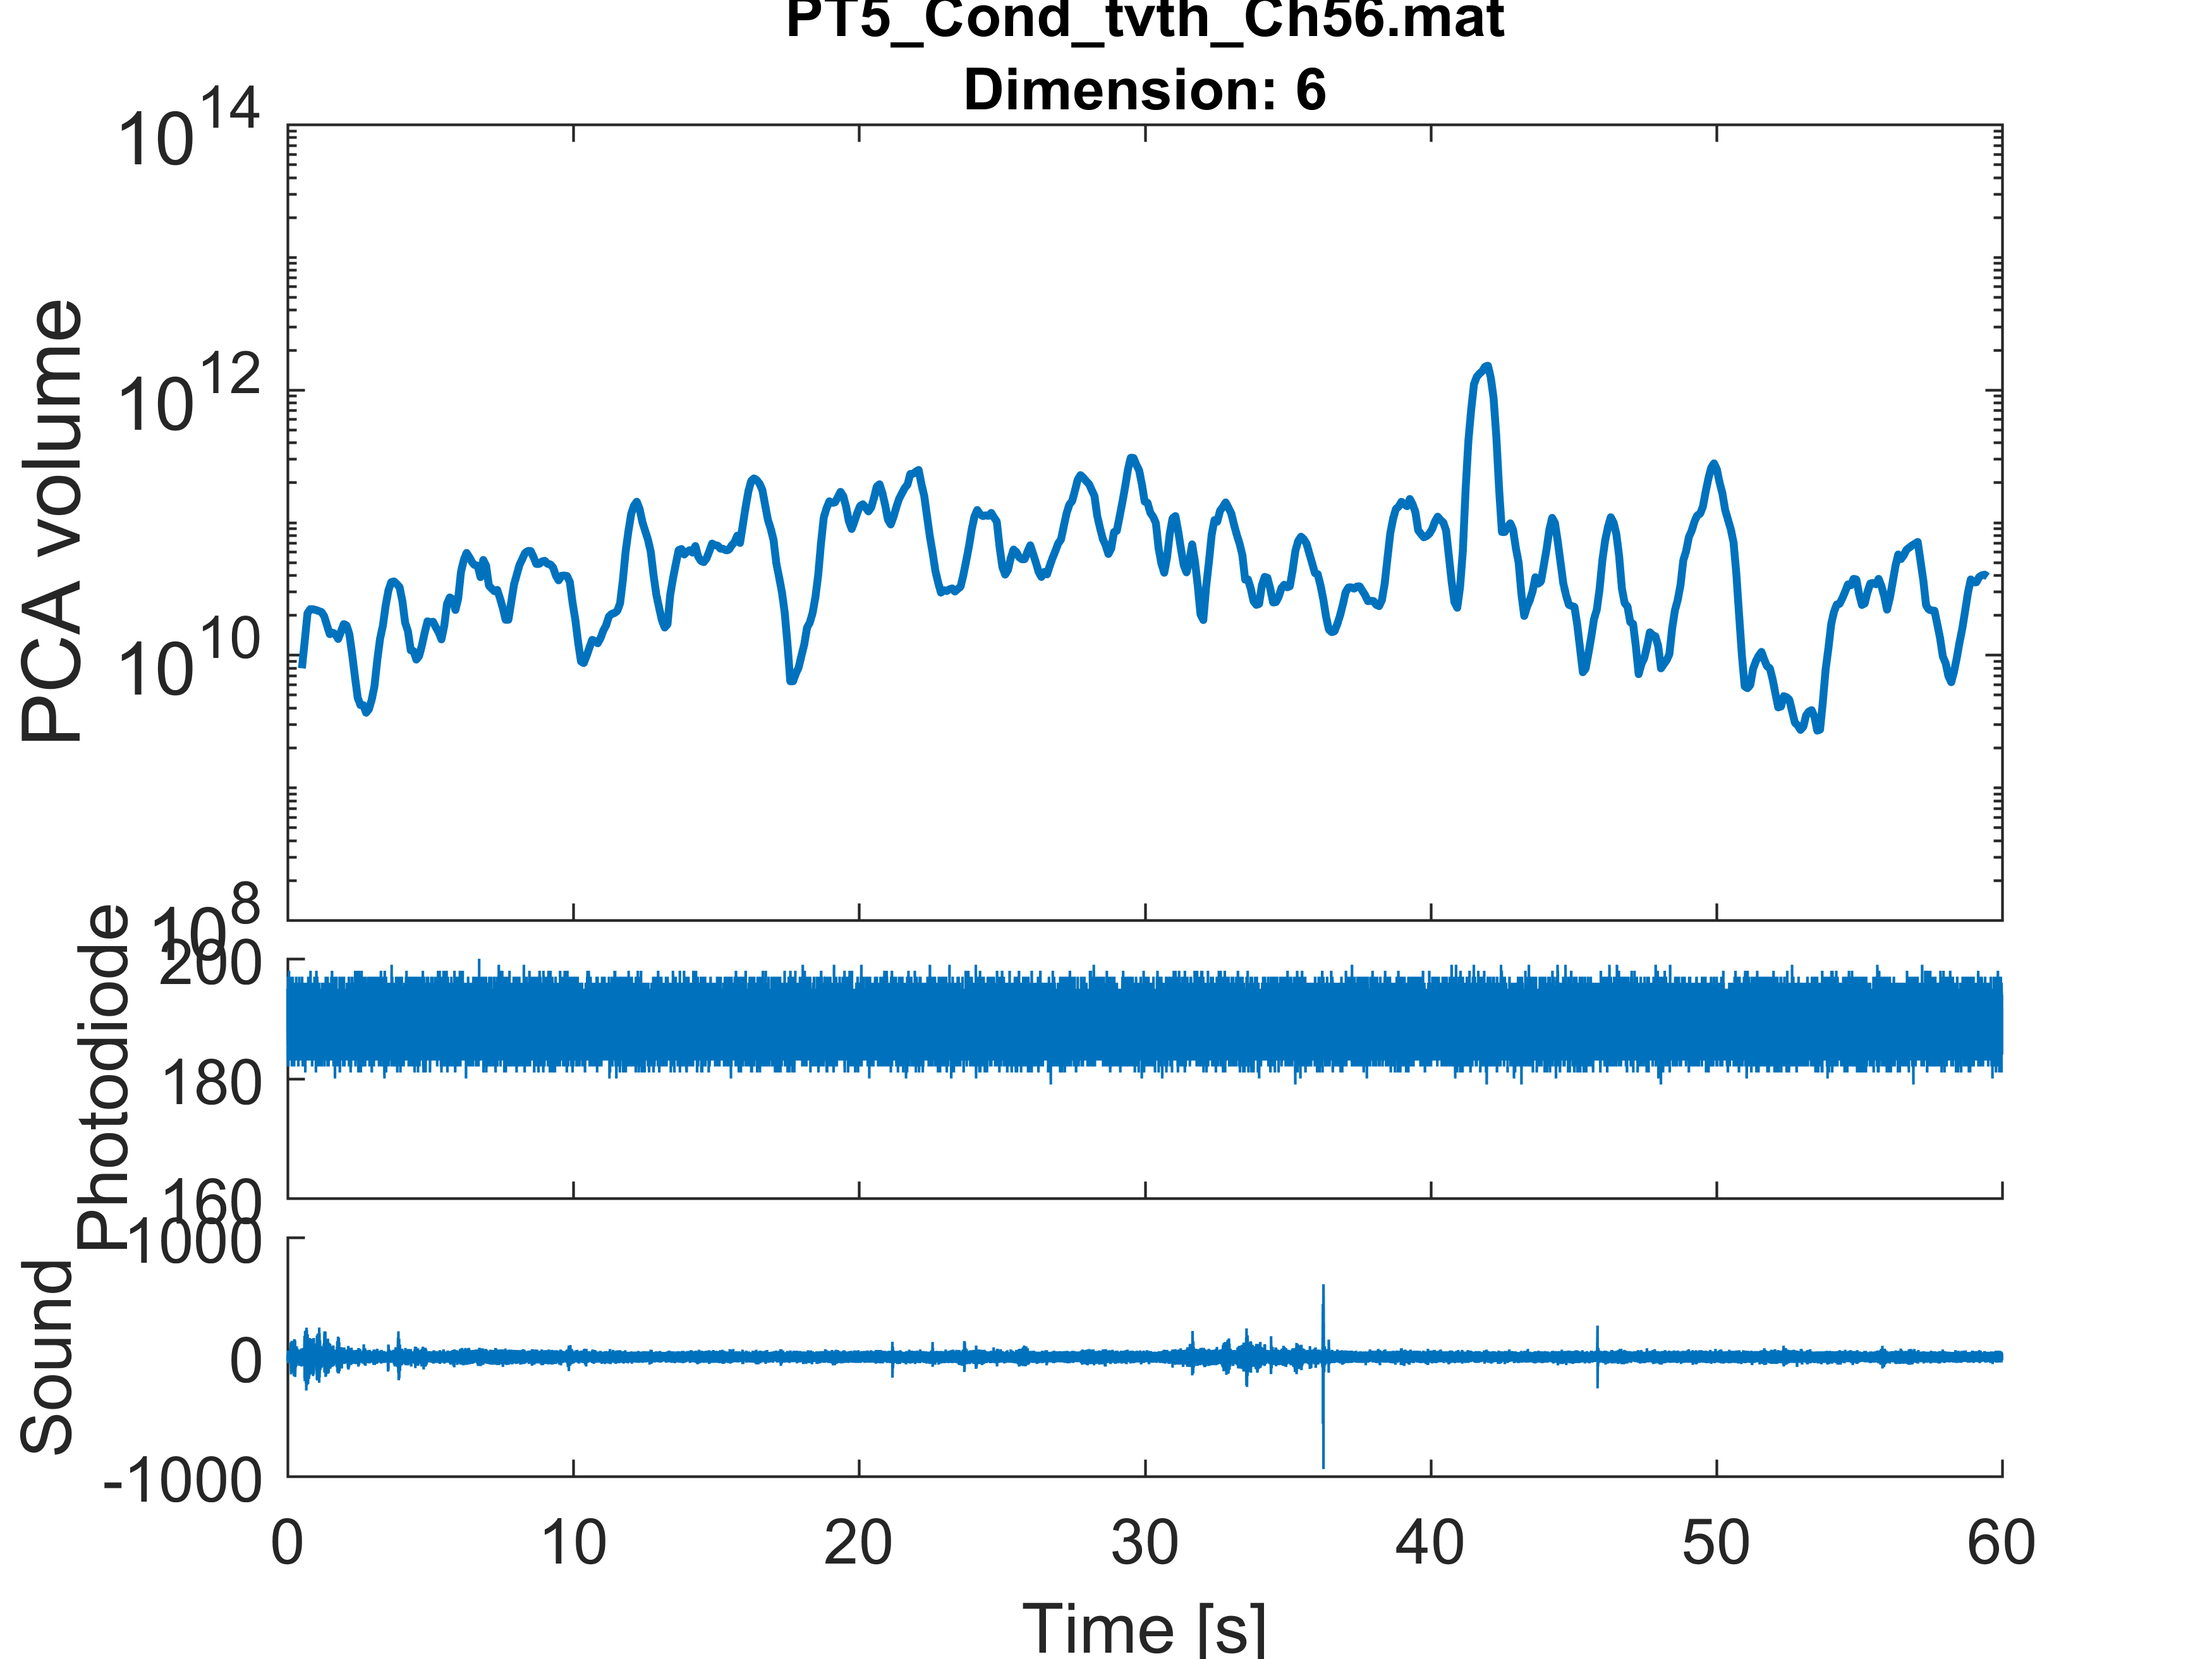 PT5_Cond_tvth_Ch56.mat
Dimension: 6
PCA volume
10^14
10^12
10^10
10^8
Photodiode
200
180
160
Sound
1000
0
-1000
0 10 20 30 40 50 60
Time [s]